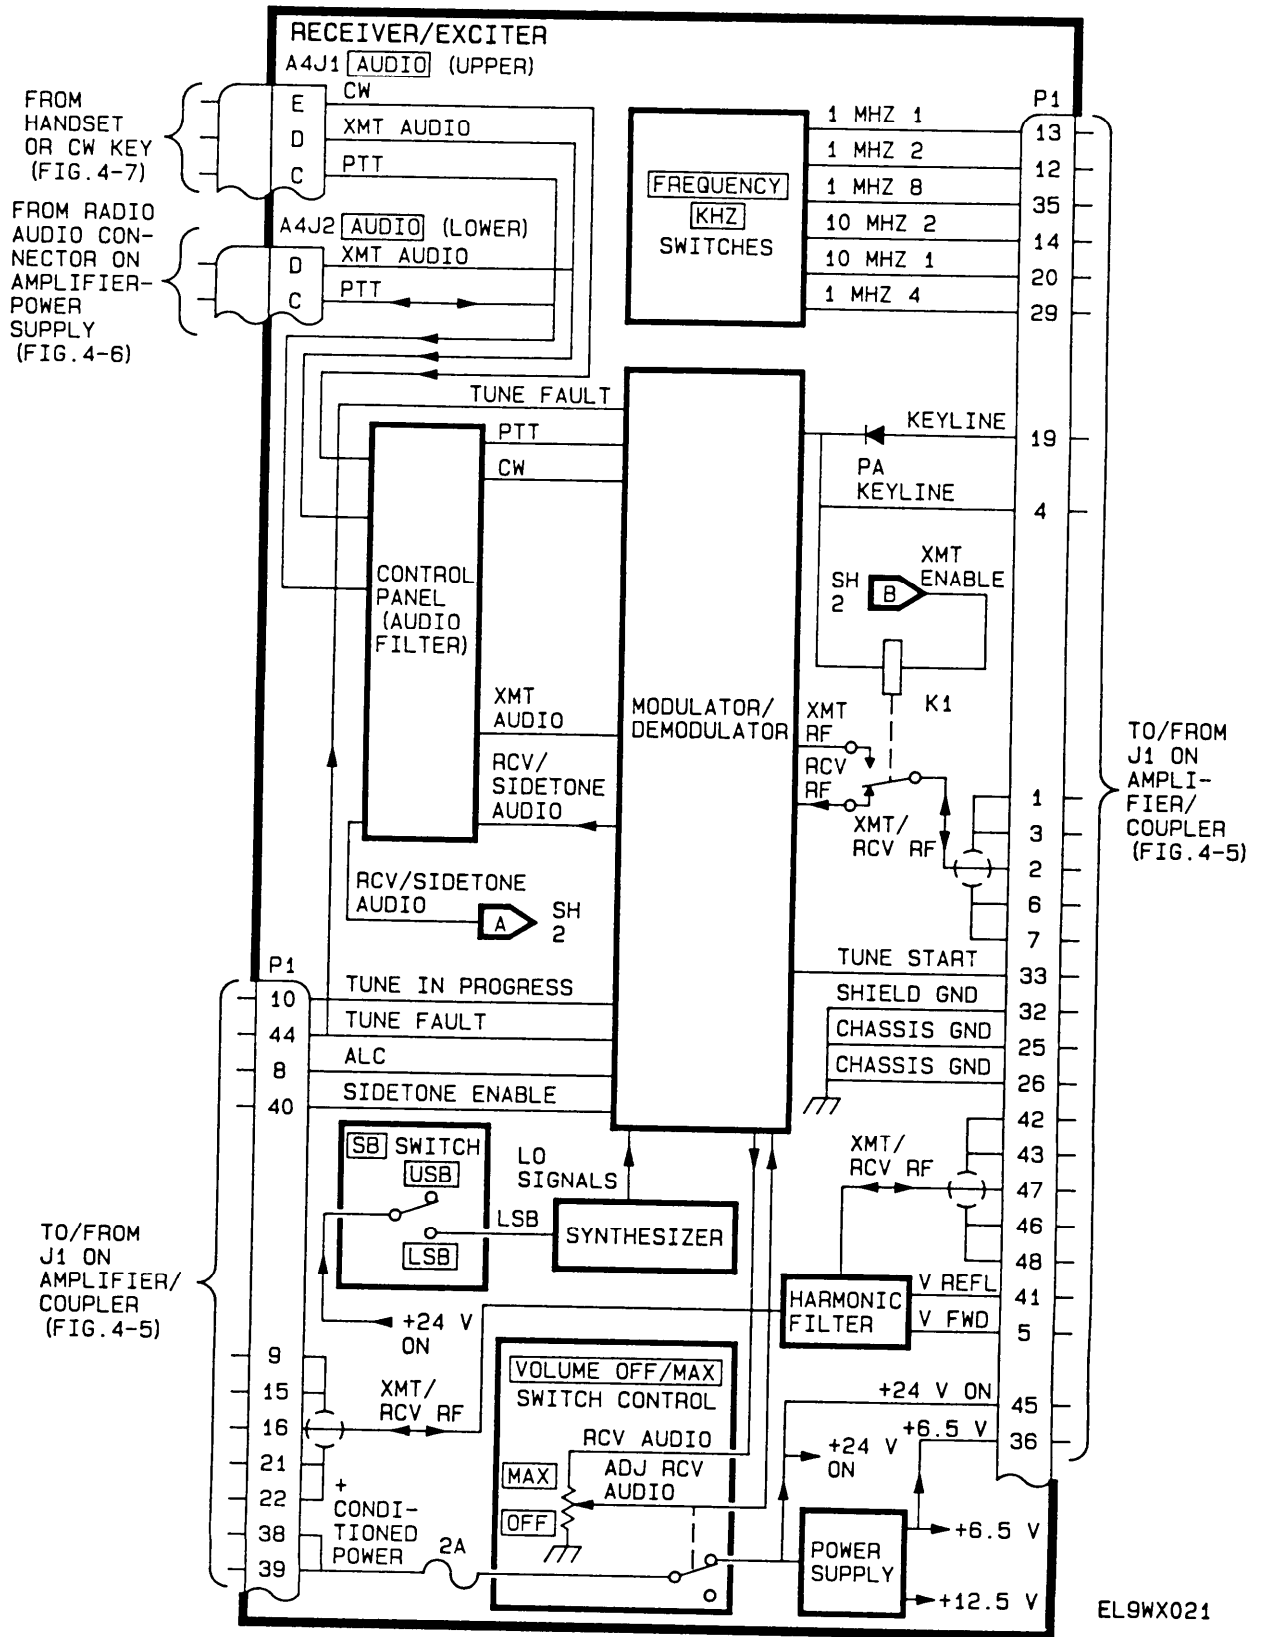 RECEIVER/EXCITER
A4J1 AUDIO (UPPER)
FROM
HANDSET
OR CW KEY
(FIG.4-7)
E
CW
D
XMT AUDIO
C
PTT
FROM RADIO
AUDIO CON-
NECTOR ON
AMPLIFIER-
POWER
SUPPLY
(FIG.4-6)
A4J2 AUDIO (LOWER)
D
XMT AUDIO
C
PTT
FREQUENCY
KHZ
SWITCHES
P1
1 MHZ 1
13
1 MHZ 2
12
1 MHZ 8
35
10 MHZ 2
14
10 MHZ 1
20
1 MHZ 4
29
TUNE FAULT
PTT
CW
CONTROL
PANEL
(AUDIO
FILTER)
XMT
AUDIO
RCV/
SIDETONE
AUDIO
RCV/SIDETONE
AUDIO
A
SH
2
MODULATOR/
DEMODULATOR
KEYLINE
19
PA
KEYLINE
4
XMT
ENABLE
SH
2
B
K1
XMT
RF
RCV
RF
XMT/
RCV RF
1
3
2
6
7
TO/FROM
J1 ON
AMPLI-
FIER/
COUPLER
(FIG.4-5)
TUNE START
33
SHIELD GND
32
CHASSIS GND
25
CHASSIS GND
26
P1
10
TUNE IN PROGRESS
44
TUNE FAULT
8
ALC
40
SIDETONE ENABLE
SB SWITCH
USB
LSB
LSB
+24 V
ON
LO
SIGNALS
SYNTHESIZER
42
43
XMT/
RCV RF
47
46
48
HARMONIC
FILTER
V REFL
41
V FWD
5
TO/FROM
J1 ON
AMPLIFIER/
COUPLER
(FIG.4-5)
9
15
16
21
22
38
39
XMT/
RCV RF
+
CONDI-
TIONED
POWER
2A
VOLUME OFF/MAX
SWITCH CONTROL
RCV AUDIO
MAX
ADJ RCV
AUDIO
OFF
+24 V ON
45
+6.5 V
36
+24 V
ON
POWER
SUPPLY
+6.5 V
+12.5 V
EL9WX021